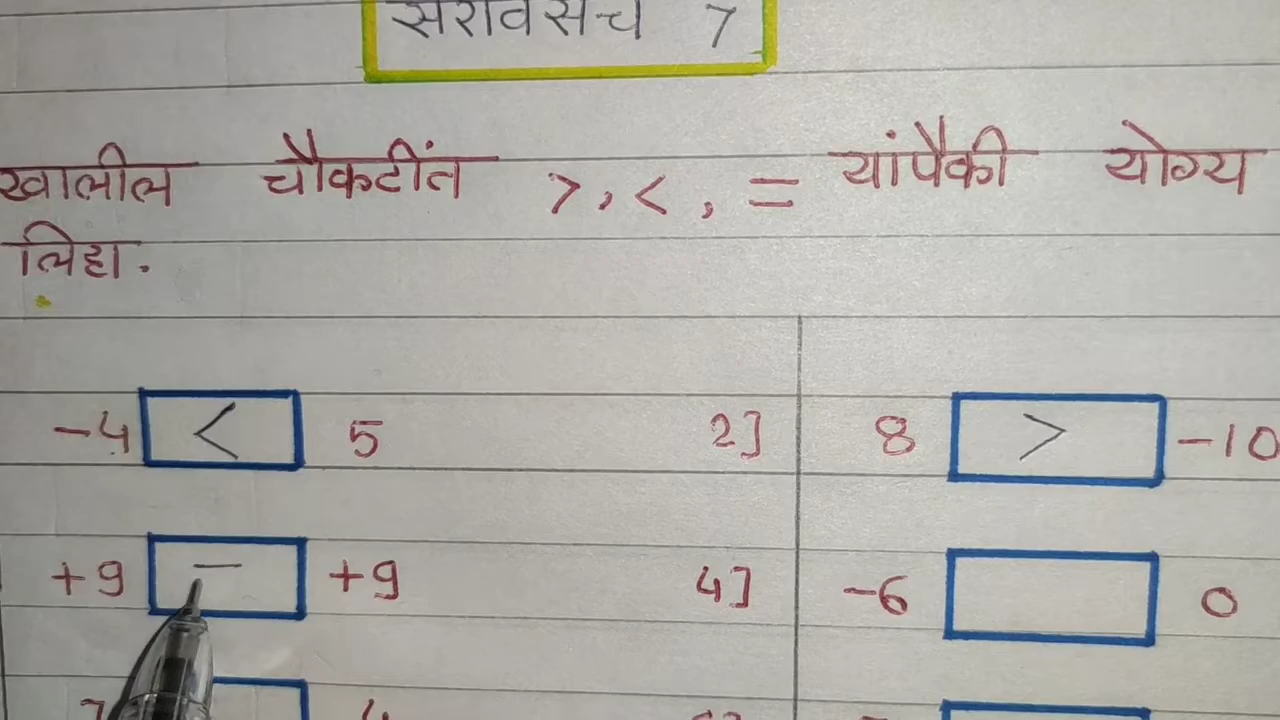 सरावसंच 7
खालील चौकटींत >, <, = यांपैकी योग्य
लिहा.
-4 < 5 2] 8 > -10
+9 − +9 4] -6 0